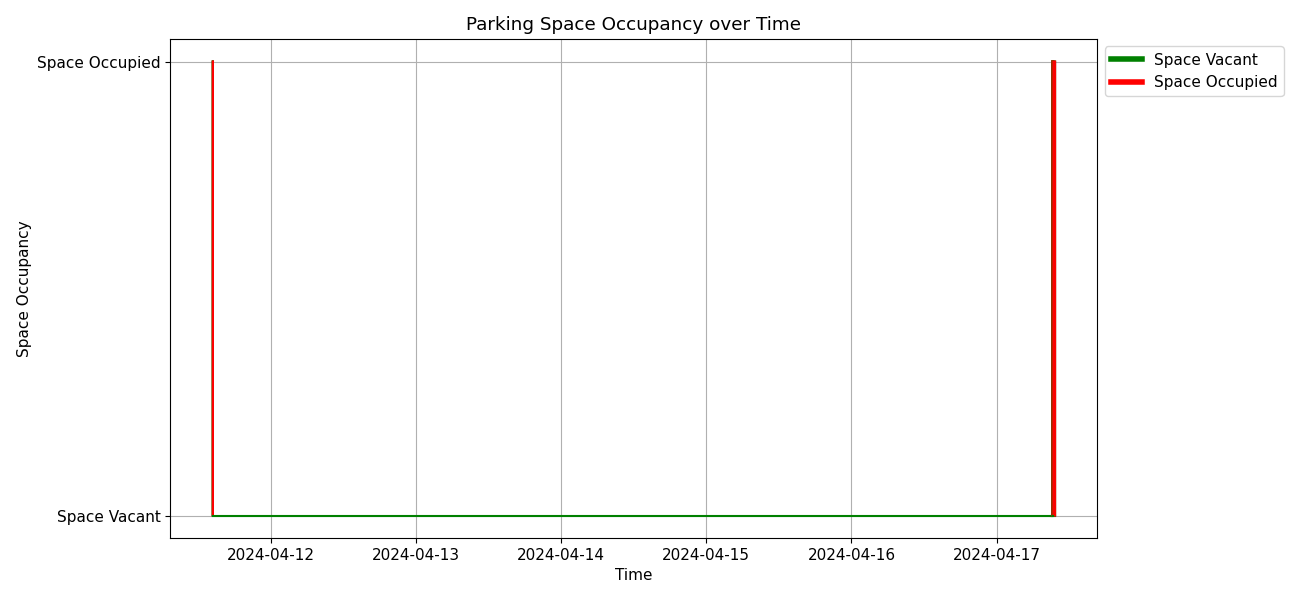 Parking Space Occupancy over Time
Space Occupied
Space Vacant
Space Occupancy
2024-04-12
2024-04-13
2024-04-14
2024-04-15
2024-04-16
2024-04-17
Time
Space Vacant
Space Occupied